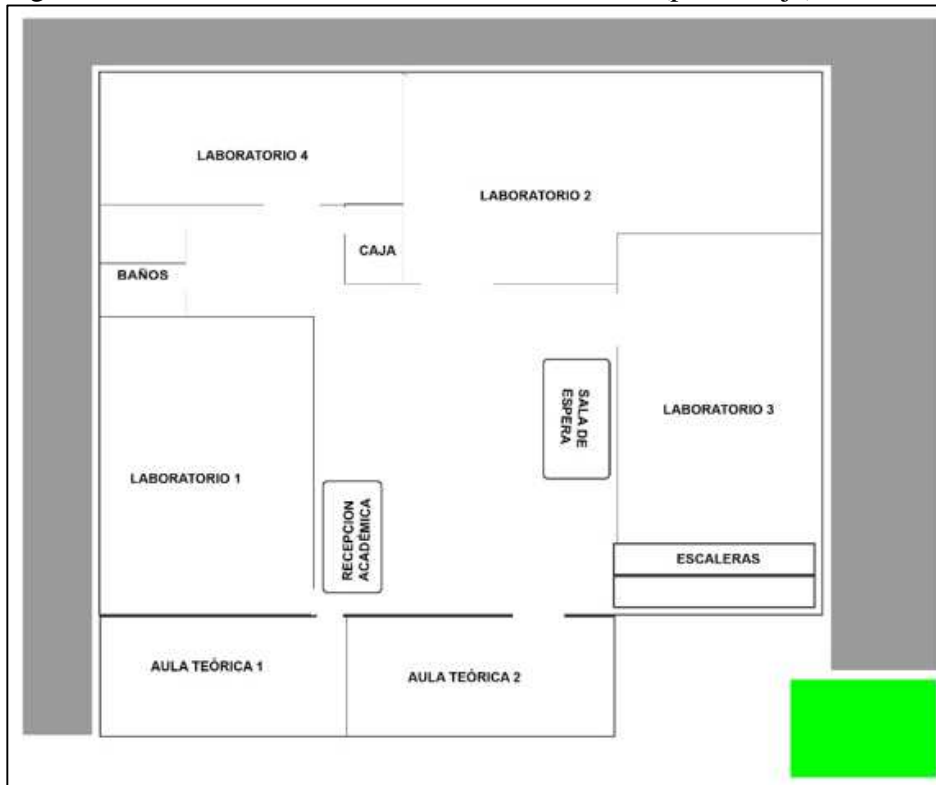 LABORATORIO 4
LABORATORIO 2
CAJA
BAÑOS
SALA DE
ESPERA
LABORATORIO 3
LABORATORIO 1
RECEPCION
ACADÉMICA
ESCALERAS
AULA TEÓRICA 1
AULA TEÓRICA 2